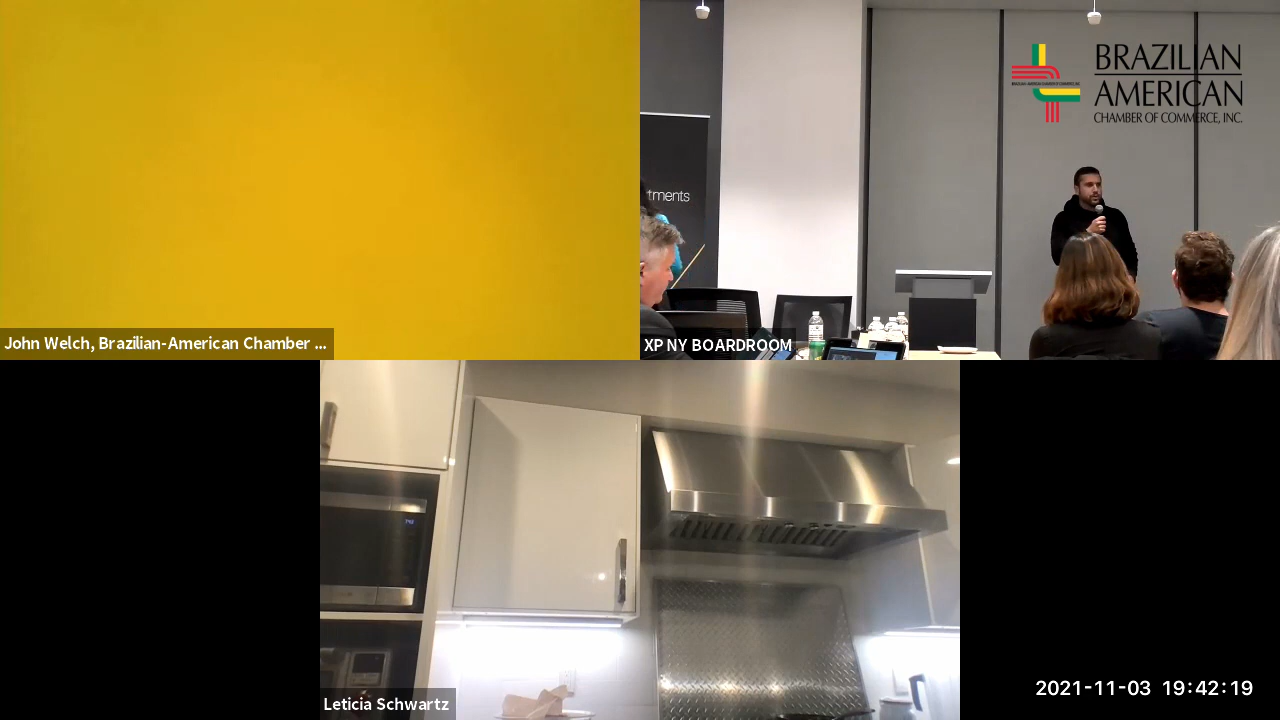 BRAZILIAN
AMERICAN
CHAMBER OF COMMERCE, INC.
tments
John Welch, Brazilian-American Chamber ...
XP NY BOARDROOM
Leticia Schwartz
2021-11-03 19:42:19